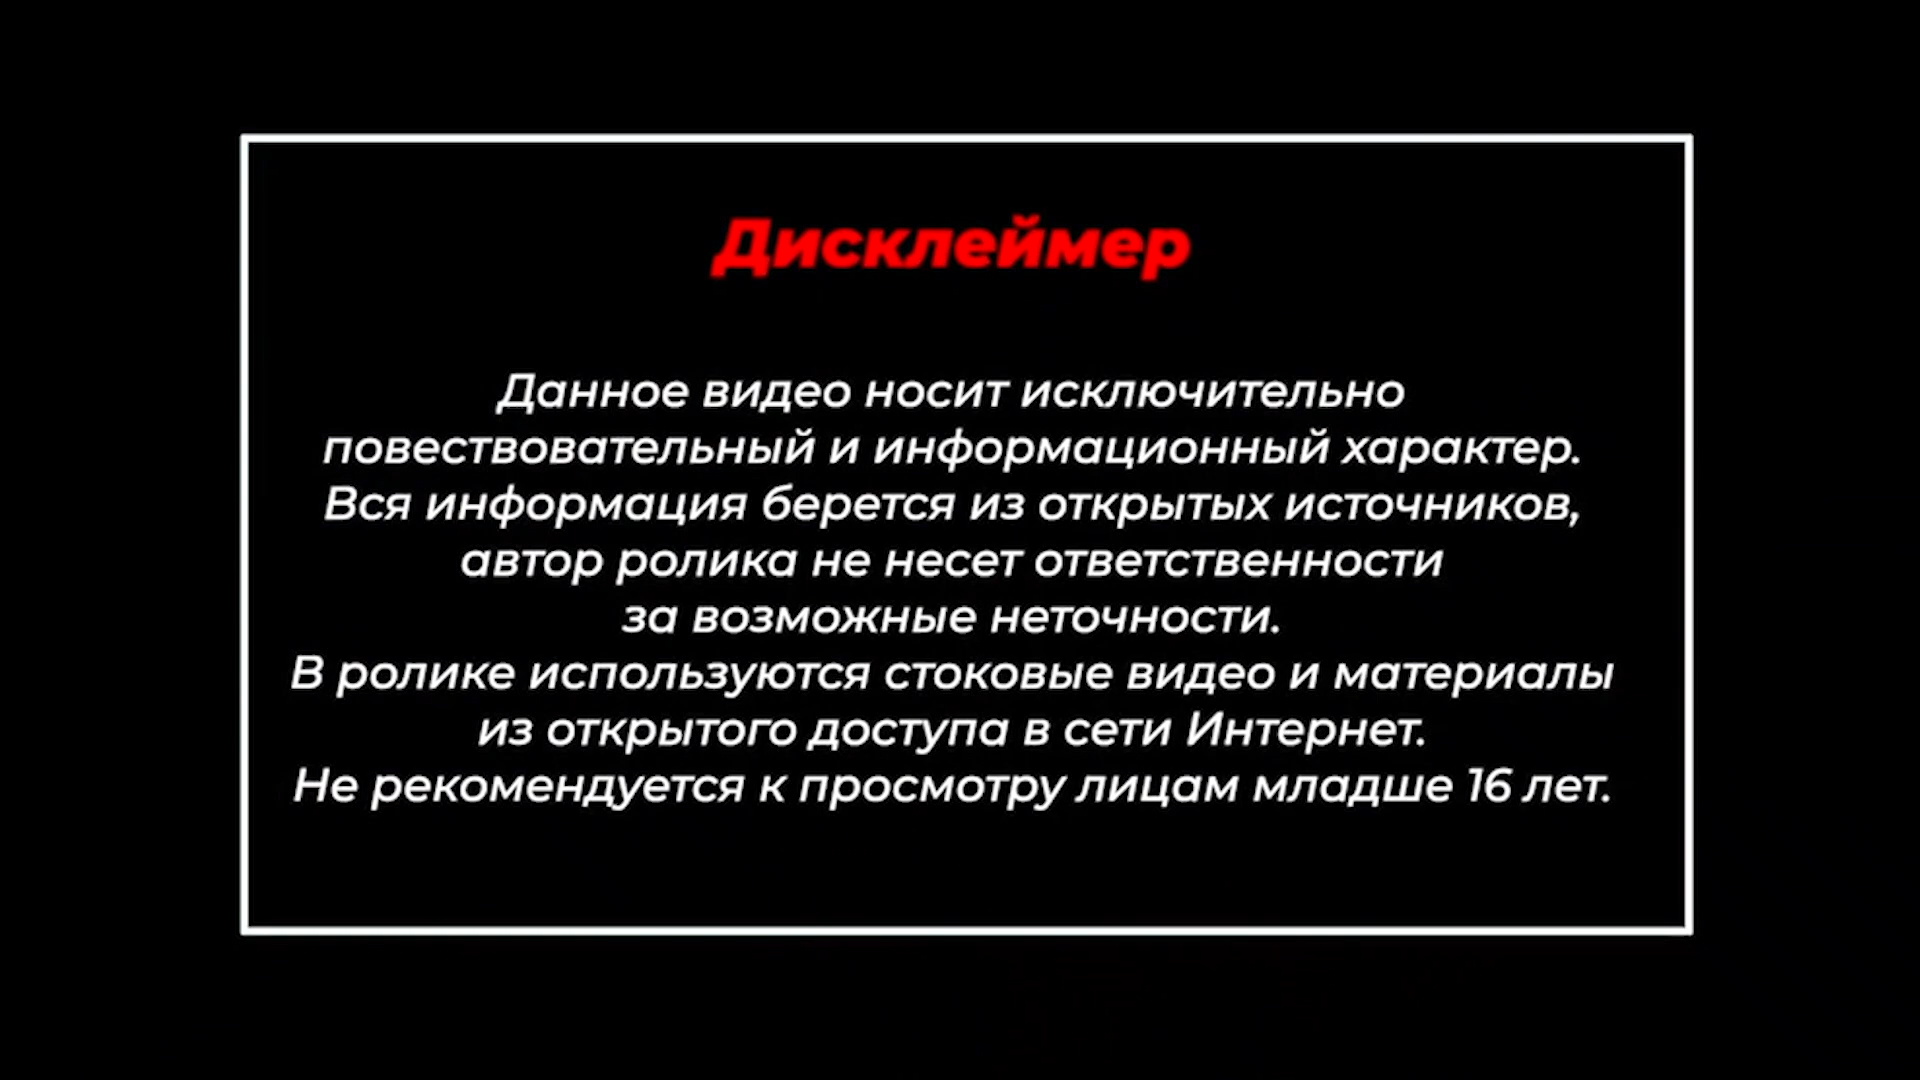 Дисклеймер
Данное видео носит исключительно
повествовательный и информационный характер.
Вся информация берется из открытых источников,
автор ролика не несет ответственности
за возможные неточности.
В ролике используются стоковые видео и материалы
из открытого доступа в сети Интернет.
Не рекомендуется к просмотру лицам младше 16 лет.